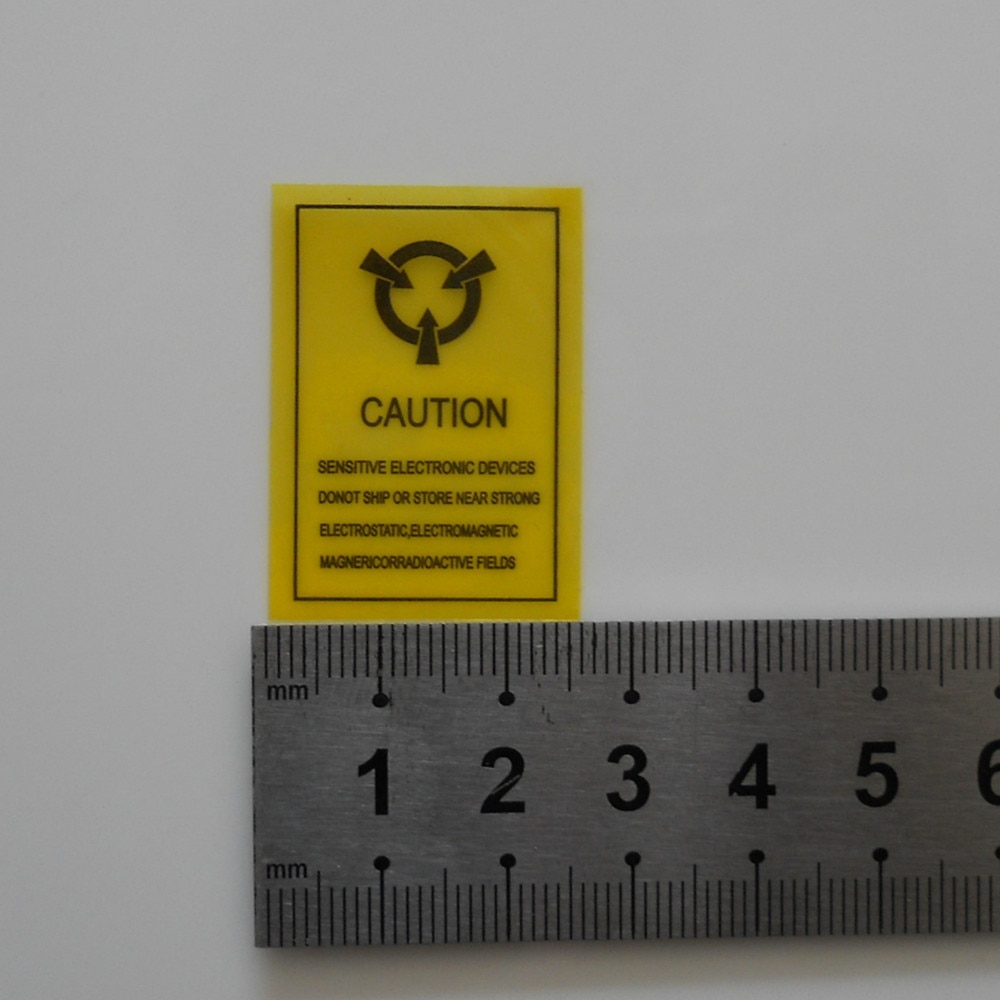 CAUTION
SENSITIVE ELECTRONIC DEVICES
DONOT SHIP OR STORE NEAR STRONG
ELECTROSTATIC,ELECTROMAGNETIC
MAGNERICORRADIOACTIVE FIELDS
mm
1 2 3 4 5 6
mm